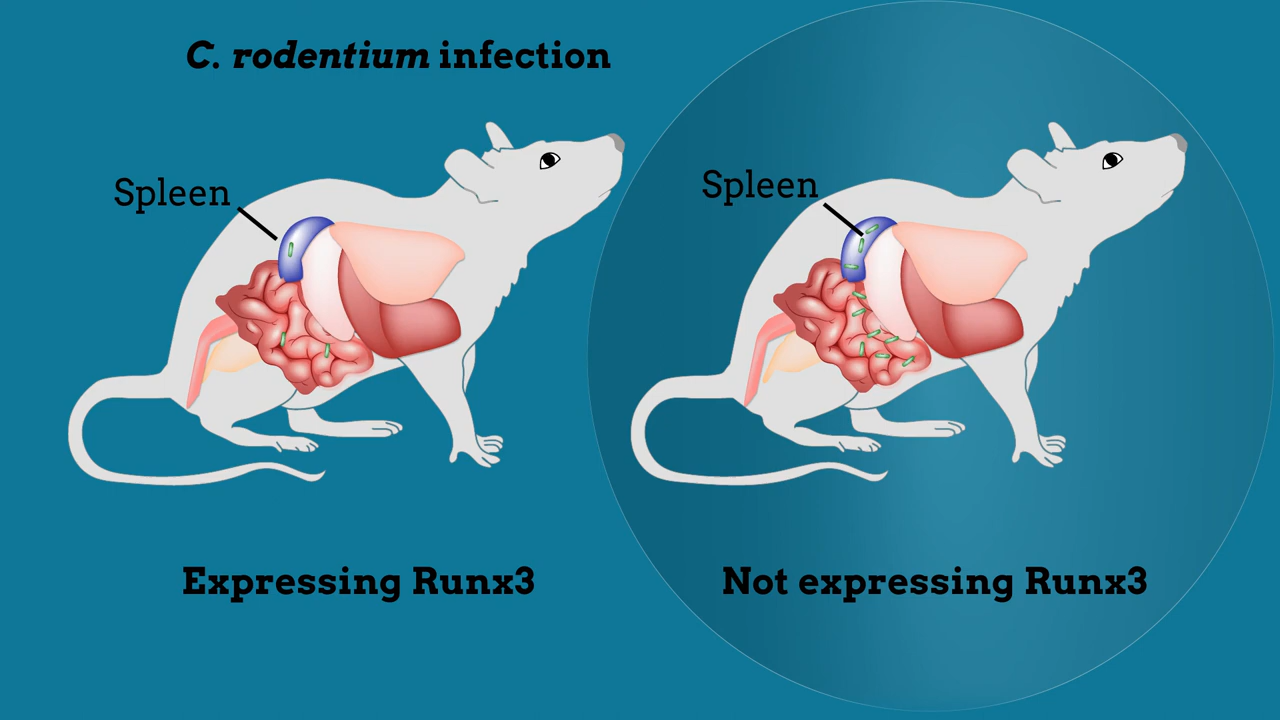 C. rodentium infection
Spleen
Spleen
Expressing Runx3
Not expressing Runx3